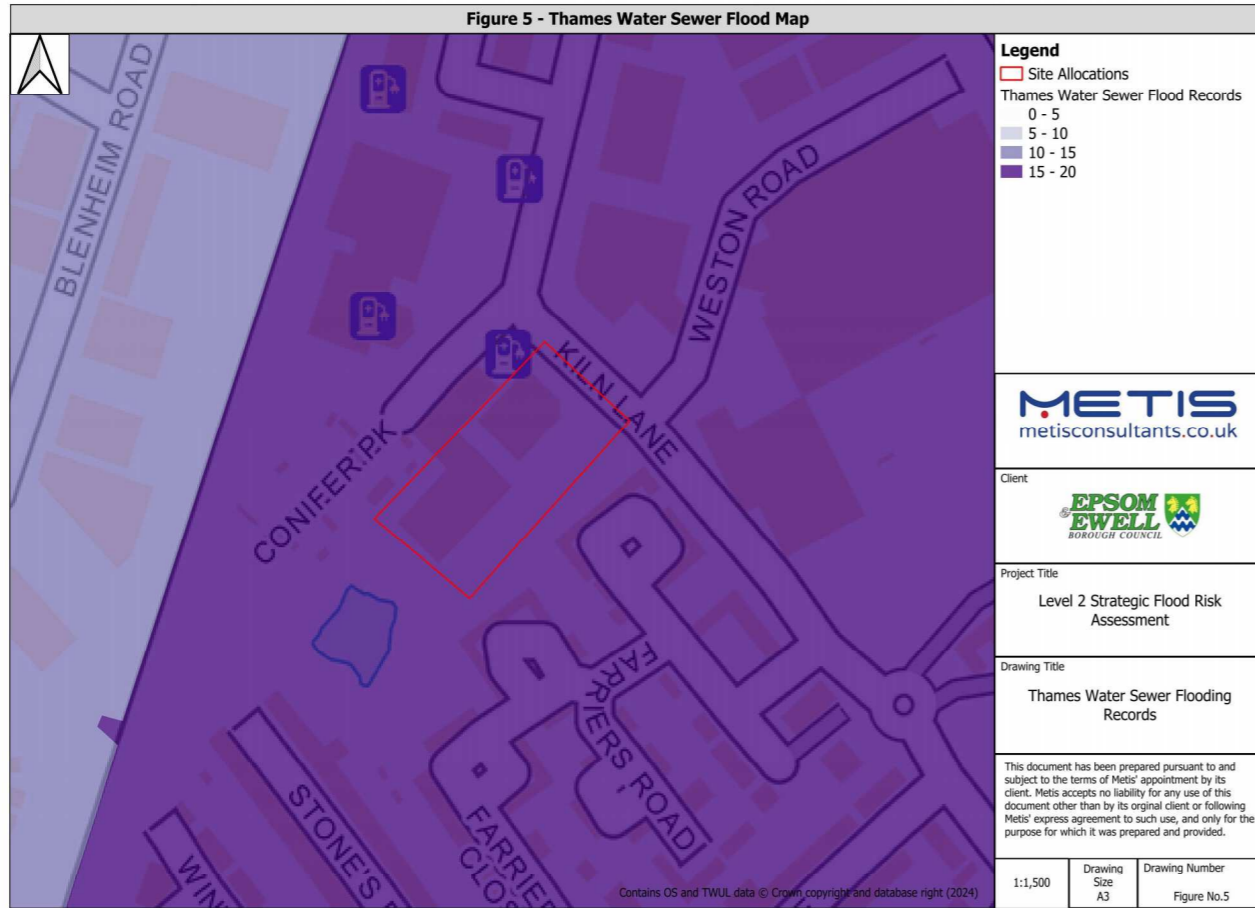 Figure 5 - Thames Water Sewer Flood Map
BLENHEIM ROAD
WESTON ROAD
KILN LANE
CONIFER PK
FARRIERS ROAD
STONE'S
FARRIER
CLOS
WIN
Contains OS and TWUL data © Crown copyright and database right (2024)
Legend
Site Allocations
Thames Water Sewer Flood Records
0 - 5
5 - 10
10 - 15
15 - 20
METIS
metisconsultants.co.uk
Client
EPSOM
& EWELL
BOROUGH COUNCIL
Project Title
Level 2 Strategic Flood Risk
Assessment
Drawing Title
Thames Water Sewer Flooding
Records
This document has been prepared pursuant to and
subject to the terms of Metis' appointment by its
client. Metis accepts no liability for any use of this
document other than by its orginal client or following
Metis' express agreement to such use, and only for the
purpose for which it was prepared and provided.
1:1,500
Drawing
Size
A3
Drawing Number
Figure No.5